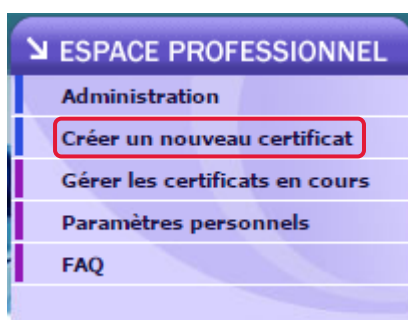 ESPACE PROFESSIONNEL
Administration
Créer un nouveau certificat
Gérer les certificats en cours
Paramètres personnels
FAQ